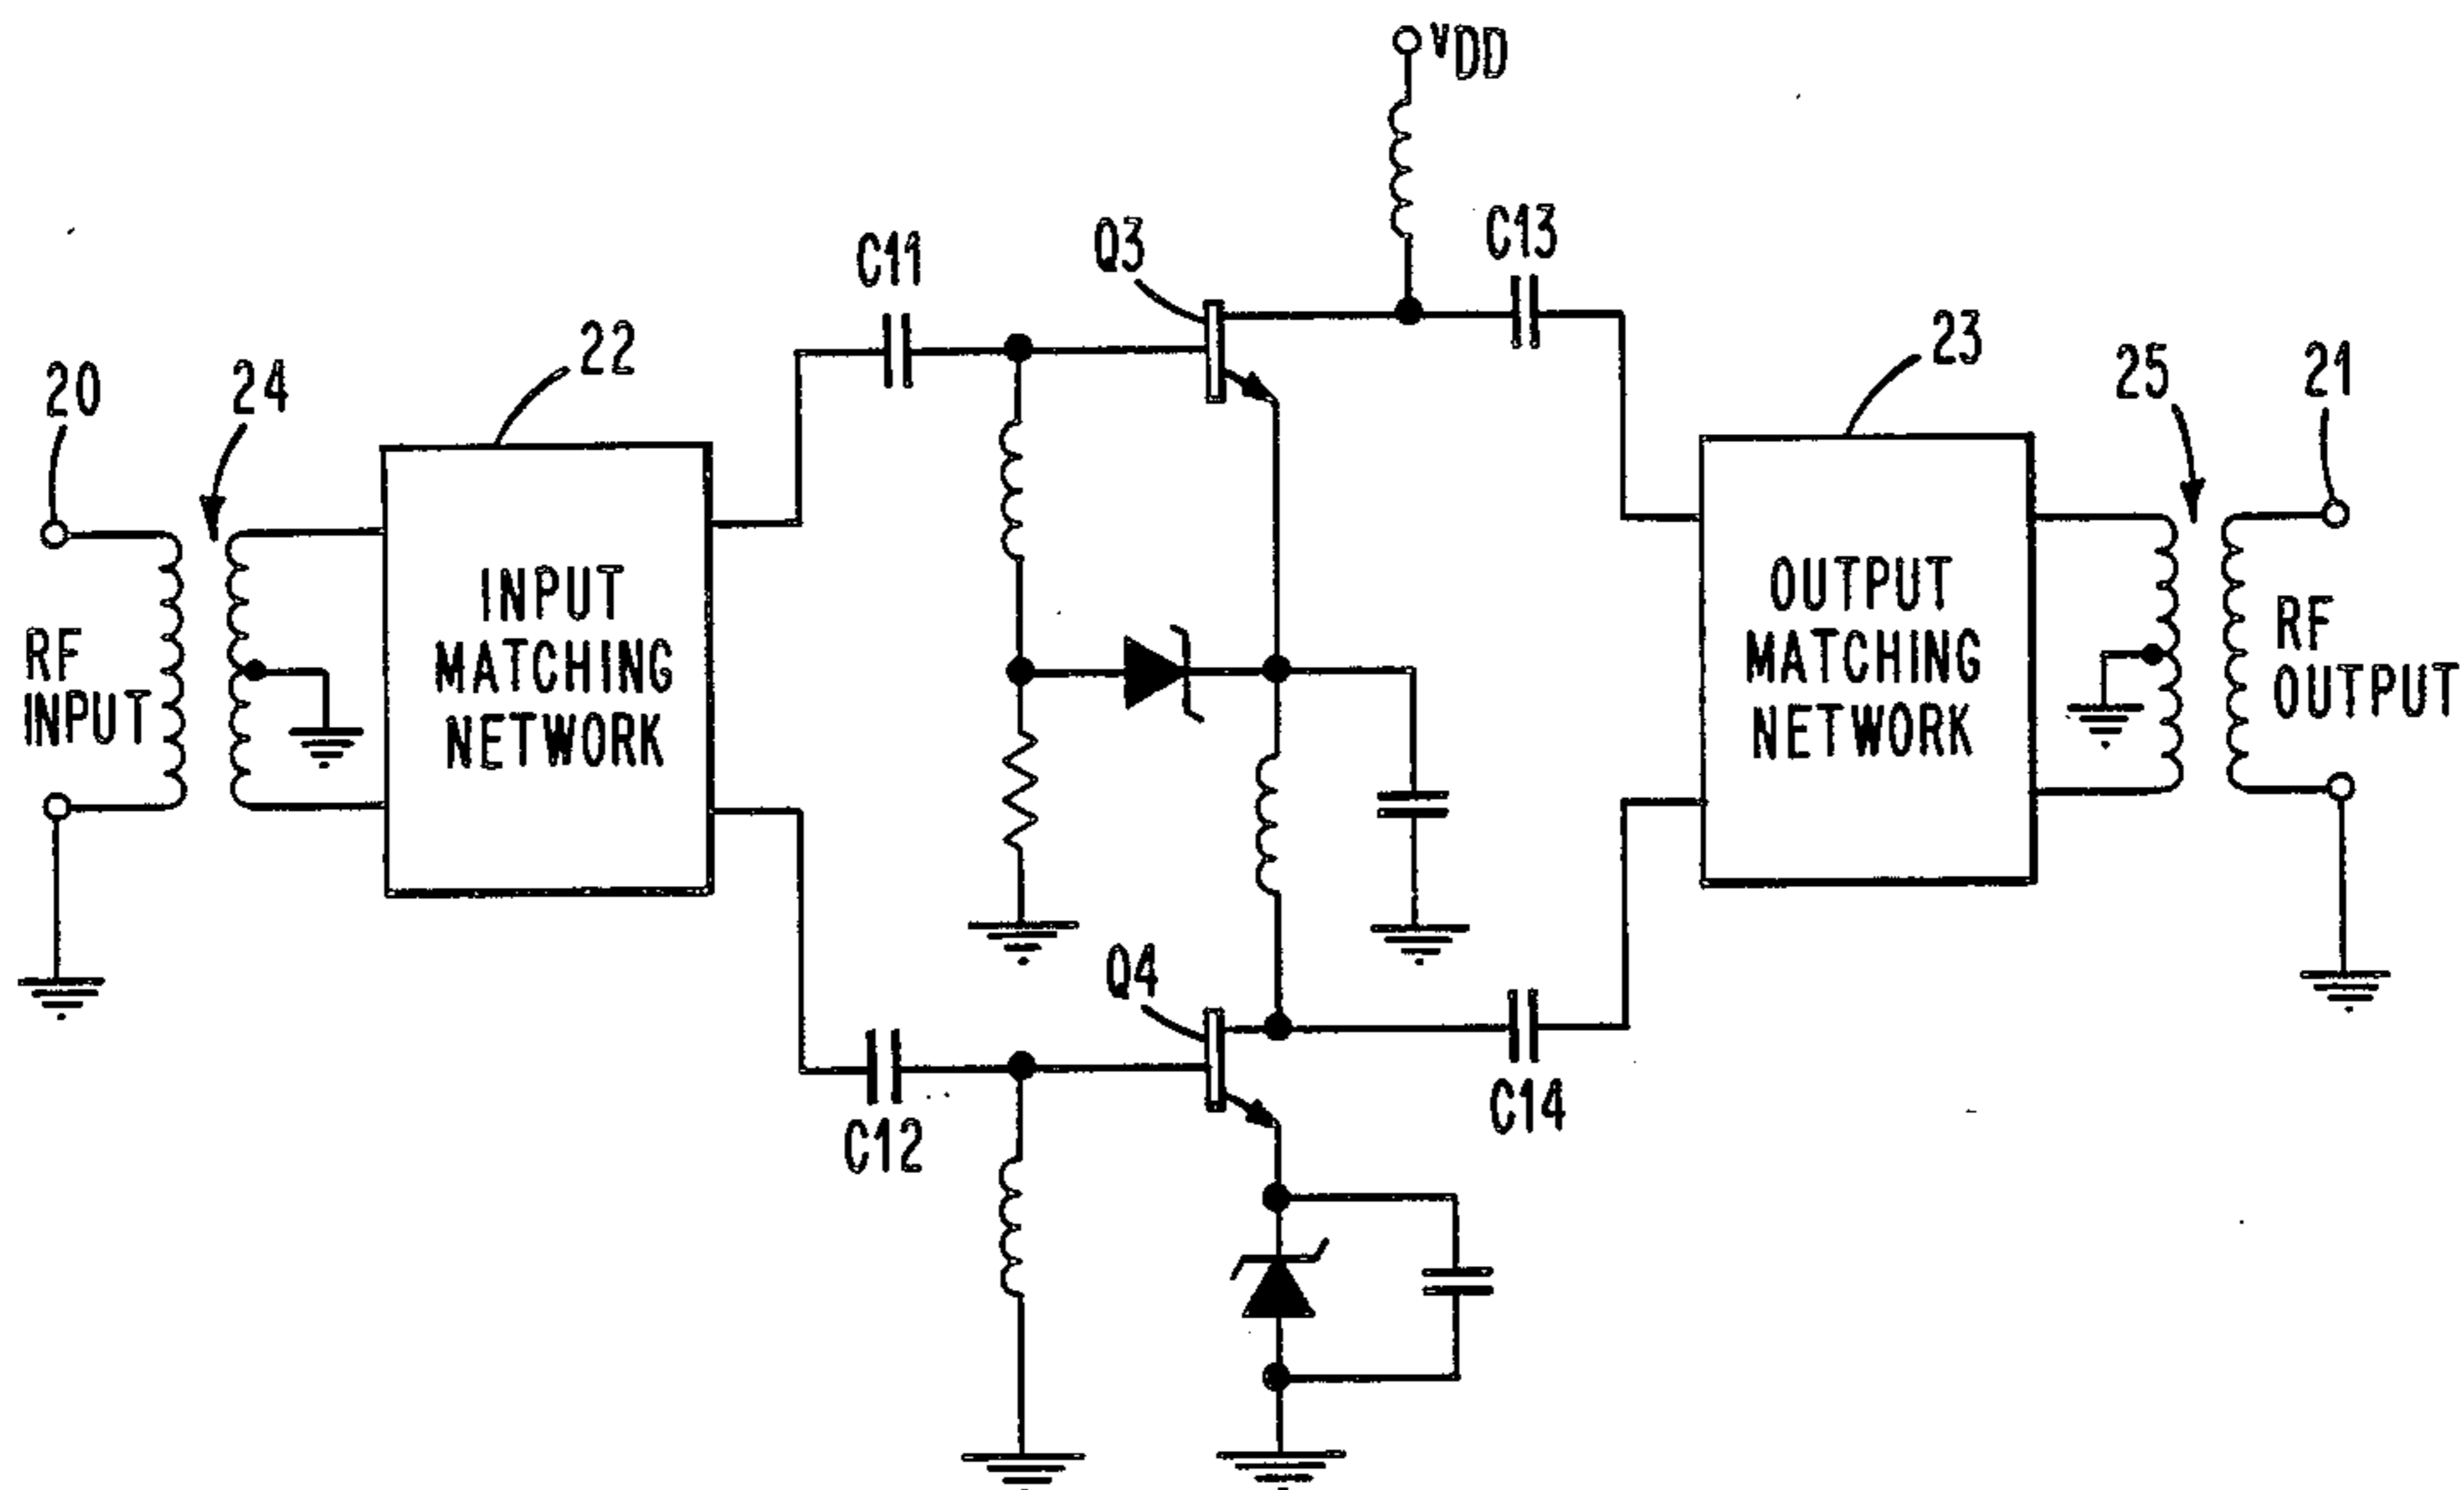 VDD
C11
Q3
C13
20
24
22
23
25
21
RF
INPUT
INPUT
MATCHING
NETWORK
OUTPUT
MATCHING
NETWORK
RF
OUTPUT
Q4
C12
C14